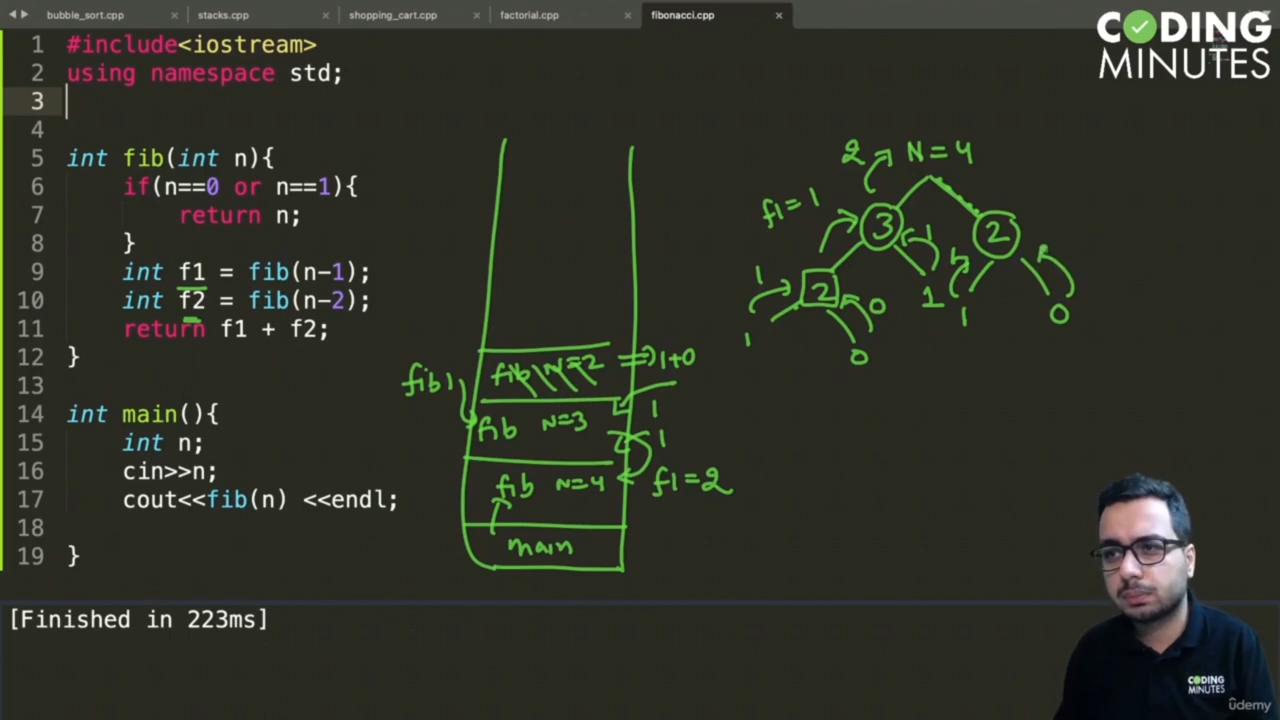 bubble_sort.cpp × stacks.cpp × shopping_cart.cpp × factorial.cpp × fibonacci.cpp ×
CODING
MINUTES
1 #include<iostream>
2 using namespace std;
3
4
5 int fib(int n){
6 if(n==0 or n==1){
7 return n;
8 }
9 int f1 = fib(n-1);
10 int f2 = fib(n-2);
11 return f1 + f2;
12 }
13
14 int main(){
15 int n;
16 cin>>n;
17 cout<<fib(n) <<endl;
18
19 }
2 N=4
f1=1
3 1 2
1 2 0 1 1 0
1 0
fib N=2 1+0
fib1
fib N=3 1
1
fib N=4 f1=2
main
[Finished in 223ms]
CODING
MINUTES
ûdemy